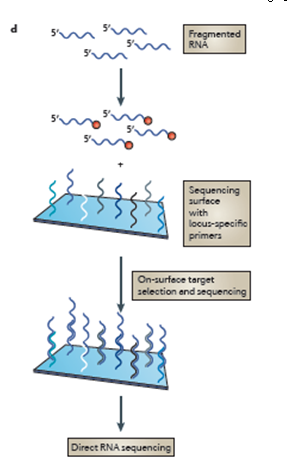 d
5′
5′
5′
5′
Fragmented
RNA
5′
5′
5′
5′
+
Sequencing
surface
with
locus-specific
primers
On-surface target
selection and sequencing
Direct RNA sequencing